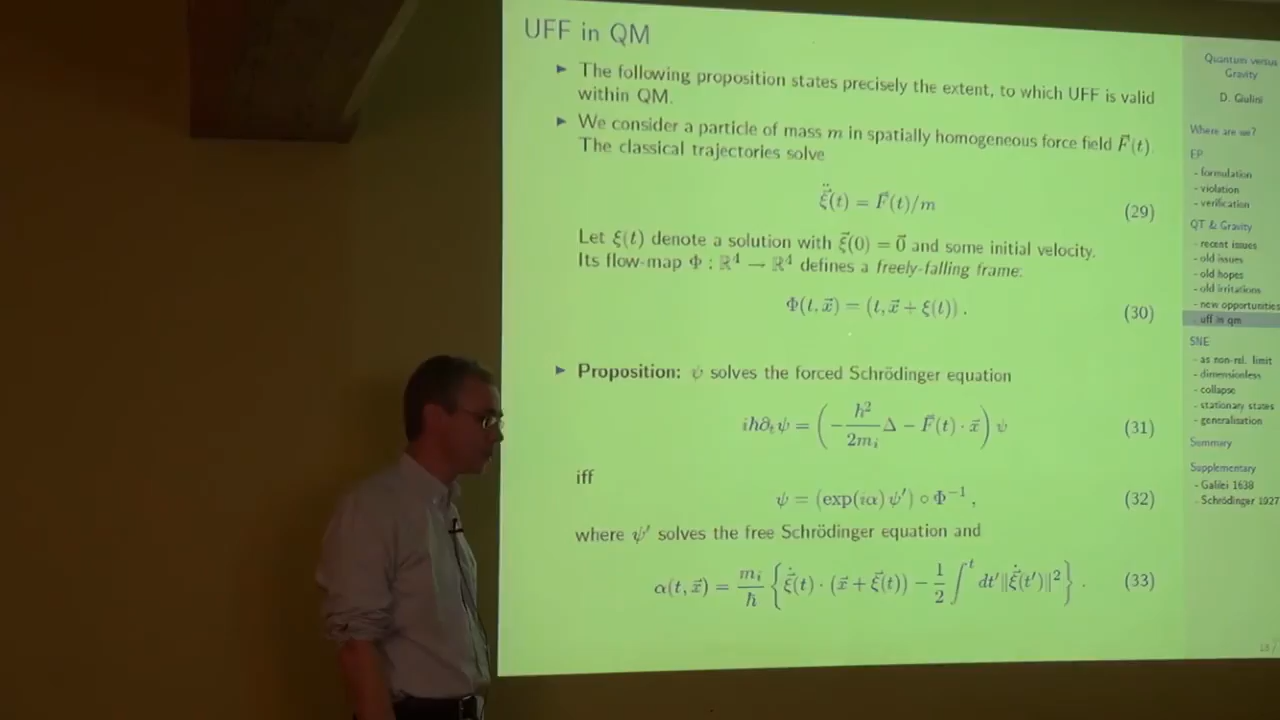 UFF in QM
► The following proposition states precisely the extent, to which UFF is valid
within QM.
► We consider a particle of mass m in spatially homogeneous force field F⃗(t).
The classical trajectories solve
ξ̈⃗(t) = F⃗(t)/m (29)
Let ξ(t) denote a solution with ξ⃗(0) = 0⃗ and some initial velocity.
Its flow-map Φ : ℝ⁴ → ℝ⁴ defines a freely-falling frame:
Φ(t, x⃗) = (t, x⃗ + ξ(t)) . (30)
► Proposition: ψ solves the forced Schrödinger equation
iħ∂ₜψ = (−ħ²/2mᵢ Δ − F⃗(t) · x⃗) ψ (31)
iff
ψ = (exp(iα) ψ′) ∘ Φ⁻¹ , (32)
where ψ′ solves the free Schrödinger equation and
α(t, x⃗) = mᵢ/ħ { ξ̇⃗(t) · (x⃗ + ξ⃗(t)) − 1/2 ∫ᵗ dt′‖ξ̇⃗(t′)‖² } . (33)
Quantum versus
Gravity
D. Giulini
Where are we?
EP
- formulation
- violation
- verification
QT & Gravity
- recent issues
- old issues
- old hopes
- old irritations
- new opportunities
- uff in qm
SNE
- as non-rel. limit
- dimensionless
- collapse
- stationary states
- generalisation
Summary
Supplementary
- Galilei 1638
- Schrödinger 1927